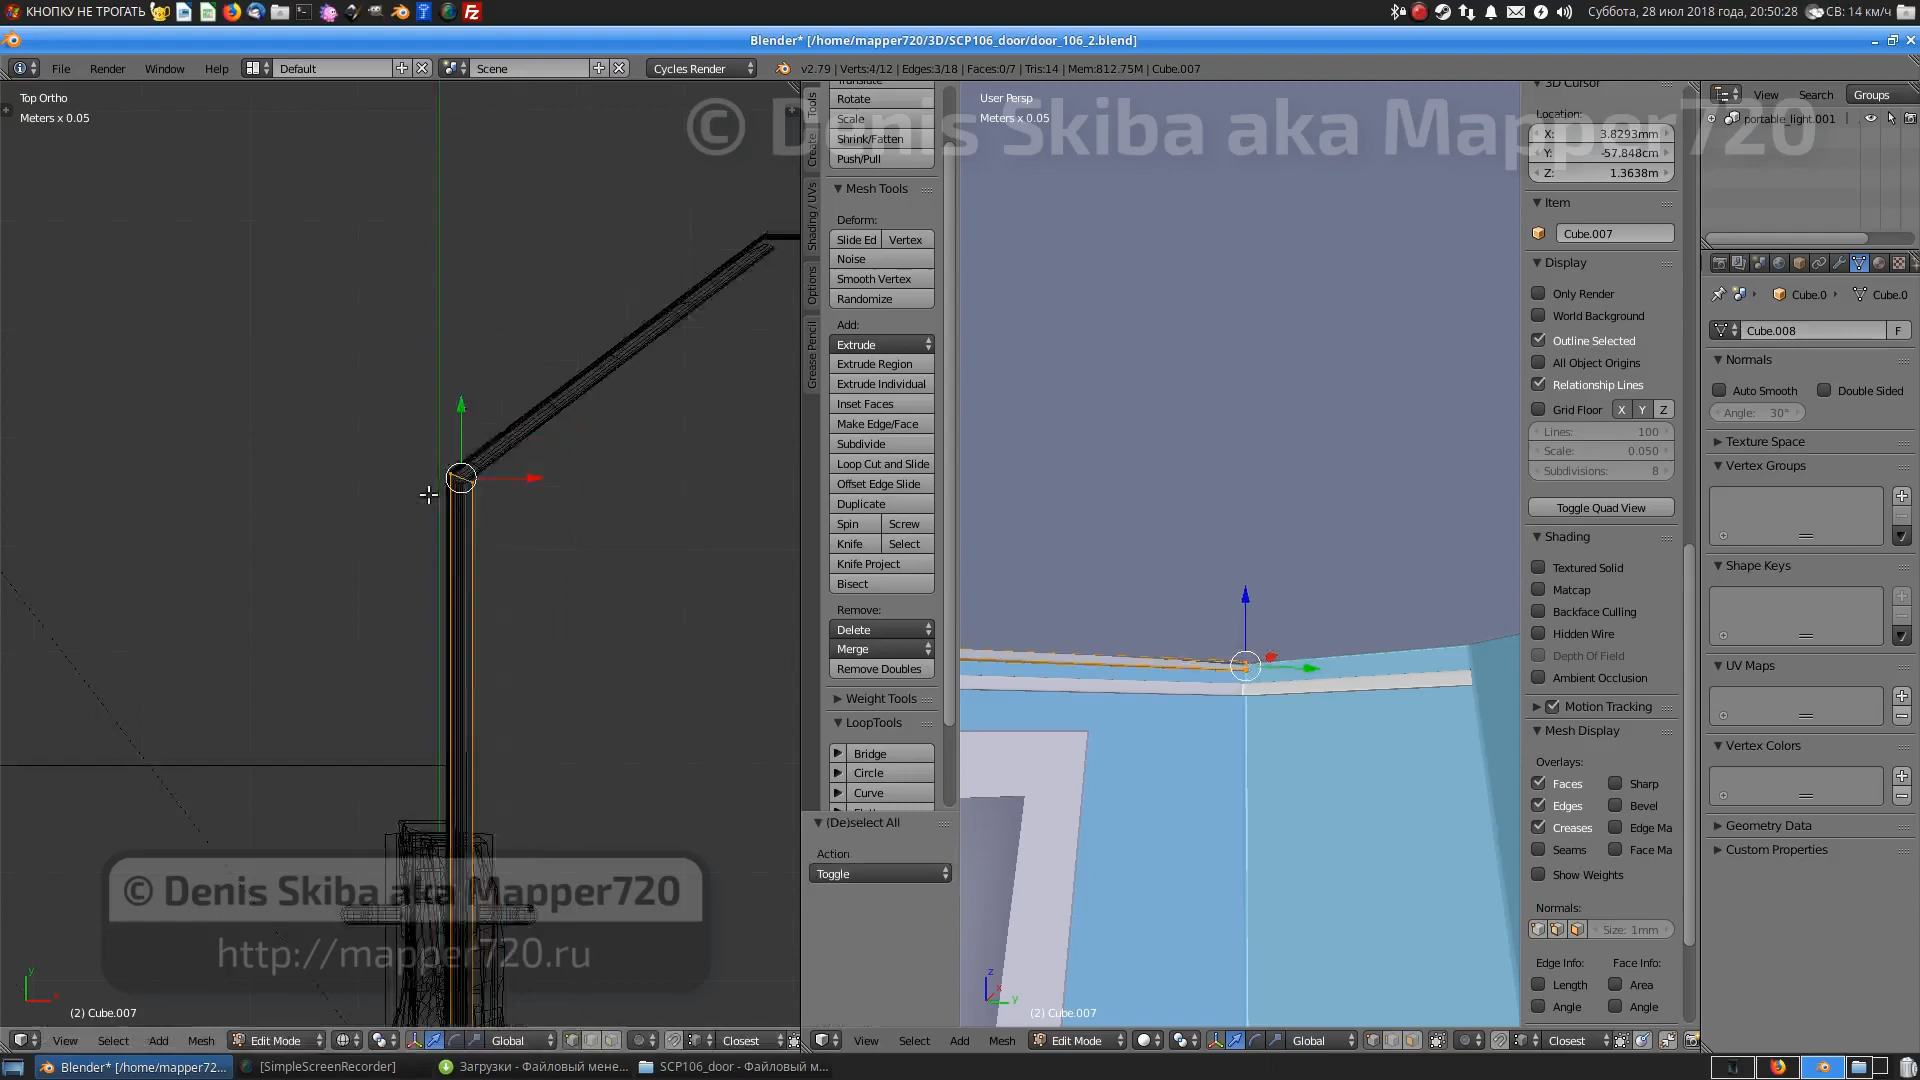 КНОПКУ НЕ ТРОГАТЬ
Суббота, 28 июл 2018 года, 20:50:28
СВ: 14 км/ч
Blender* [/home/mapper720/3D/SCP106_door/door_106_2.blend]
File Render Window Help
Default
Scene
Cycles Render
v2.79 | Verts:4/12 | Edges:3/18 | Faces:0/7 | Tris:14 | Mem:812.75M | Cube.007
Top Ortho
Meters x 0.05
(2) Cube.007
Tools
Create
Shading / UVs
Options
Grease Pencil
Translate
Rotate
Scale
Shrink/Fatten
Push/Pull
Mesh Tools
Deform:
Slide Ed Vertex
Noise
Smooth Vertex
Randomize
Add:
Extrude
Extrude Region
Extrude Individual
Inset Faces
Make Edge/Face
Subdivide
Loop Cut and Slide
Offset Edge Slide
Duplicate
Spin Screw
Knife Select
Knife Project
Bisect
Remove:
Delete
Merge
Remove Doubles
Weight Tools
LoopTools
Bridge
Circle
Curve
(De)select All
Action
Toggle
User Persp
Meters x 0.05
(2) Cube.007
© Denis Skiba aka Mapper720
3D Cursor
Location:
X: 3.8293mm
Y: -57.848cm
Z: 1.3638m
Item
Cube.007
Display
Only Render
World Background
Outline Selected
All Object Origins
Relationship Lines
Grid Floor X Y Z
Lines: 100
Scale: 0.050
Subdivisions: 8
Toggle Quad View
Shading
Textured Solid
Matcap
Backface Culling
Hidden Wire
Depth Of Field
Ambient Occlusion
Motion Tracking
Mesh Display
Overlays:
Faces Sharp
Edges Bevel
Creases Edge Ma
Seams Face Ma
Show Weights
Normals:
Size: 1mm
Edge Info: Face Info:
Length Area
Angle Angle
View Search Groups
portable_light.001
Cube.0 Cube.0
Cube.008 F
Normals
Auto Smooth Double Sided
Angle: 30°
Texture Space
Vertex Groups
Shape Keys
UV Maps
Vertex Colors
Geometry Data
Custom Properties
© Denis Skiba aka Mapper720
http://mapper720.ru
View Select Add Mesh Edit Mode Global Closest
View Select Add Mesh Edit Mode Global Closest
Blender* [/home/mapper72...
[SimpleScreenRecorder]
Загрузки - Файловый мене...
SCP106_door - Файловый м...